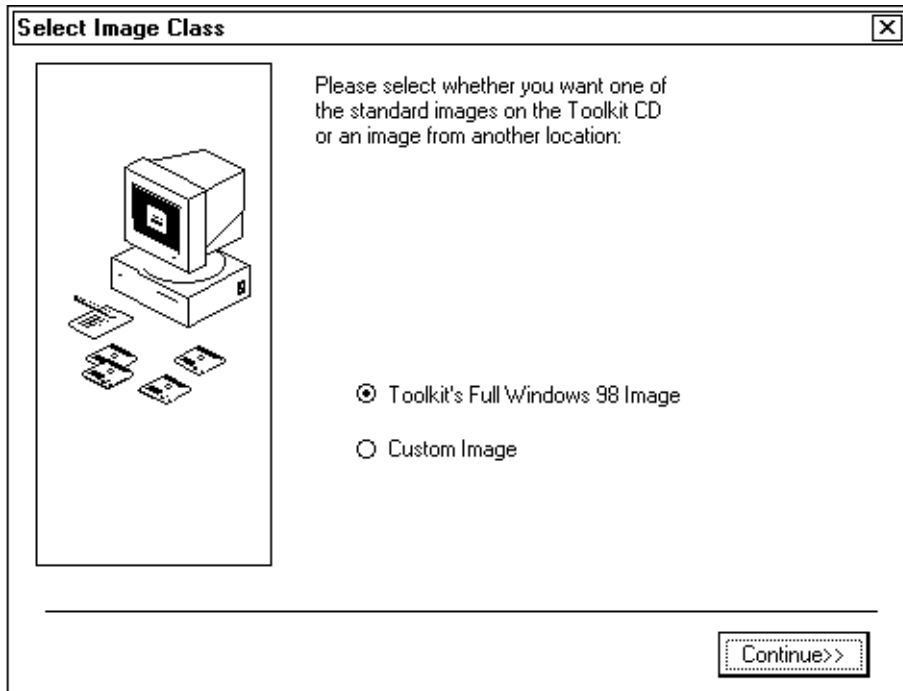 Select Image Class
Please select whether you want one of
the standard images on the Toolkit CD
or an image from another location:
Toolkit's Full Windows 98 Image
Custom Image
Continue>>